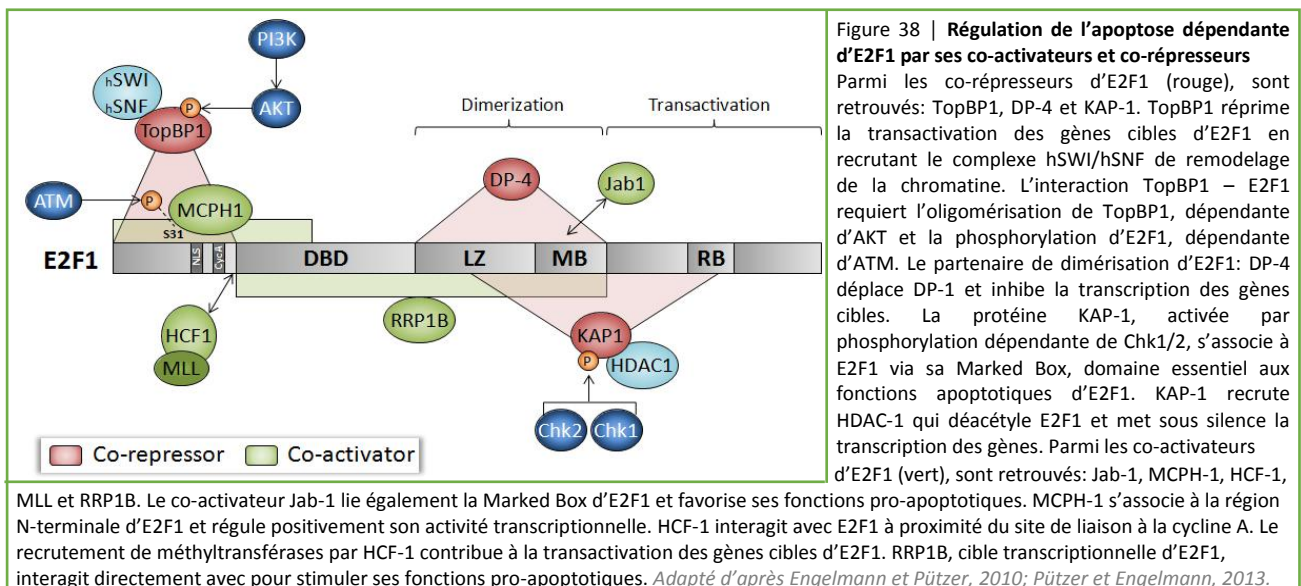 PI3K
hSWI
hSNF
P
AKT
TopBP1
Dimerization
Transactivation
DP-4
Jab1
ATM
P
MCPH1
S31
E2F1
NLS
CycA
DBD
LZ
MB
RB
RRP1B
HCF1
MLL
KAP1
P
HDAC1
Chk2
Chk1
Co-repressor
Co-activator
Figure 38 | Régulation de l’apoptose dépendante
d’E2F1 par ses co-activateurs et co-répresseurs
Parmi les co-répresseurs d’E2F1 (rouge), sont
retrouvés: TopBP1, DP-4 et KAP-1. TopBP1 réprime
la transactivation des gènes cibles d’E2F1 en
recrutant le complexe hSWI/hSNF de remodelage
de la chromatine. L’interaction TopBP1 – E2F1
requiert l’oligomérisation de TopBP1, dépendante
d’AKT et la phosphorylation d’E2F1, dépendante
d’ATM. Le partenaire de dimérisation d’E2F1: DP-4
déplace DP-1 et inhibe la transcription des gènes
cibles. La protéine KAP-1, activée par
phosphorylation dépendante de Chk1/2, s’associe à
E2F1 via sa Marked Box, domaine essentiel aux
fonctions apoptotiques d’E2F1. KAP-1 recrute
HDAC-1 qui déacétyle E2F1 et met sous silence la
transcription des gènes. Parmi les co-activateurs
d’E2F1 (vert), sont retrouvés: Jab-1, MCPH-1, HCF-1,
MLL et RRP1B. Le co-activateur Jab-1 lie également la Marked Box d’E2F1 et favorise ses fonctions pro-apoptotiques. MCPH-1 s’associe à la région
N-terminale d’E2F1 et régule positivement son activité transcriptionnelle. HCF-1 interagit avec E2F1 à proximité du site de liaison à la cycline A. Le
recrutement de méthyltransférases par HCF-1 contribue à la transactivation des gènes cibles d’E2F1. RRP1B, cible transcriptionnelle d’E2F1,
interagit directement avec pour stimuler ses fonctions pro-apoptotiques. Adapté d’après Engelmann et Pützer, 2010; Pützer et Engelmann, 2013.